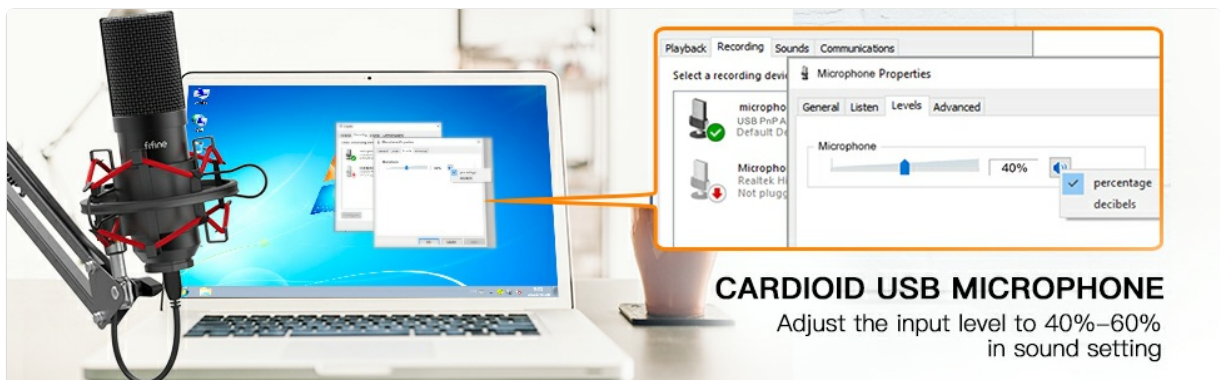 fifine
Playback Recording Sounds Communications
Select a recording devi
Microphone Properties
micropho
USB PnP A
Default De
General Listen Levels Advanced
Micropho
Realtek Hi
Not plugg
Microphone
40%
percentage
decibels
CARDIOID USB MICROPHONE
Adjust the input level to 40%–60%
in sound setting